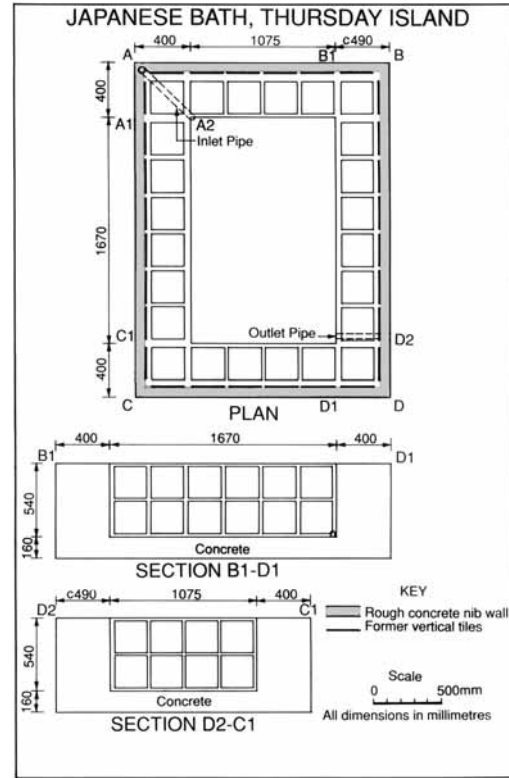 JAPANESE BATH, THURSDAY ISLAND
A 400 1075 B1 c490 B
400
A1 A2
Inlet Pipe
1670
C1 Outlet Pipe D2
400
C D1 D
PLAN
B1 400 1670 400 D1
540
160 Concrete
SECTION B1-D1
D2 c490 1075 400 C1
540
160 Concrete
SECTION D2-C1
KEY
Rough concrete nib wall
Former vertical tiles
Scale
0 500mm
All dimensions in millimetres